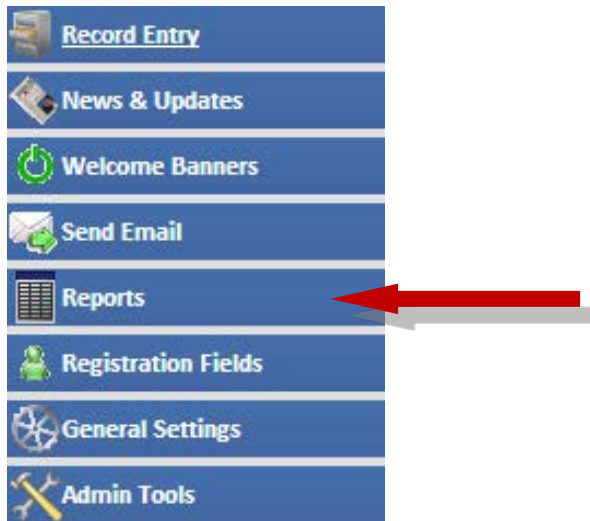 Record Entry
News & Updates
Welcome Banners
Send Email
Reports
Registration Fields
General Settings
Admin Tools